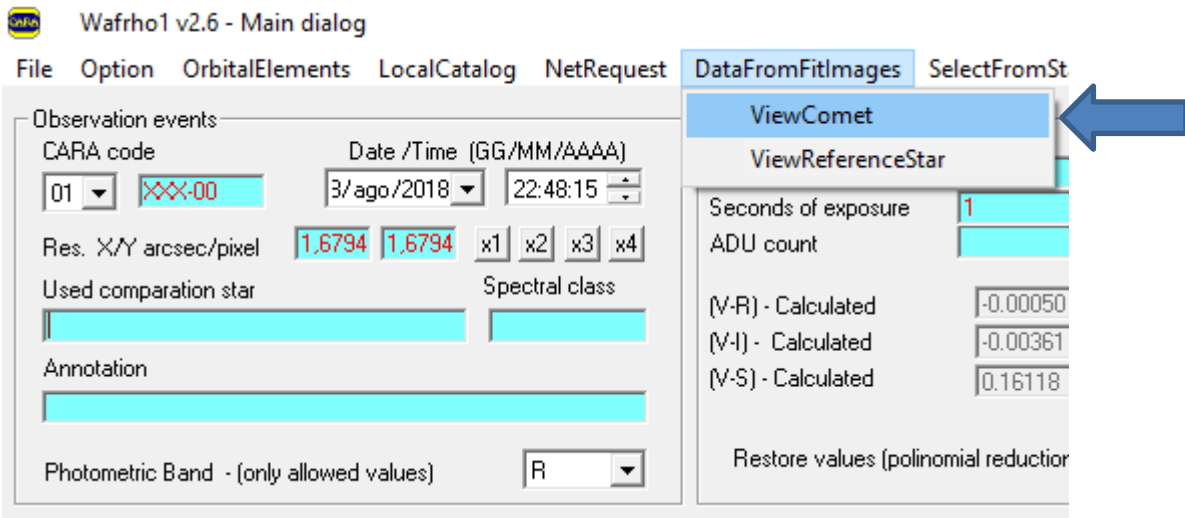 CARA Wafrho1 v2.6 - Main dialog
File Option OrbitalElements LocalCatalog NetRequest DataFromFitImages SelectFromSta
ViewComet
ViewReferenceStar
Observation events
CARA code Date /Time (GG/MM/AAAA)
01 XXX-00 3/ago/2018 22:48:15
Res. X/Y arcsec/pixel 1,6794 1,6794 x1 x2 x3 x4
Used comparation star Spectral class
Annotation
Photometric Band - (only allowed values) R
Seconds of exposure 1
ADU count
(V-R) - Calculated -0.00050
(V-I) - Calculated -0.00361
(V-S) - Calculated 0.16118
Restore values (polinomial reduction